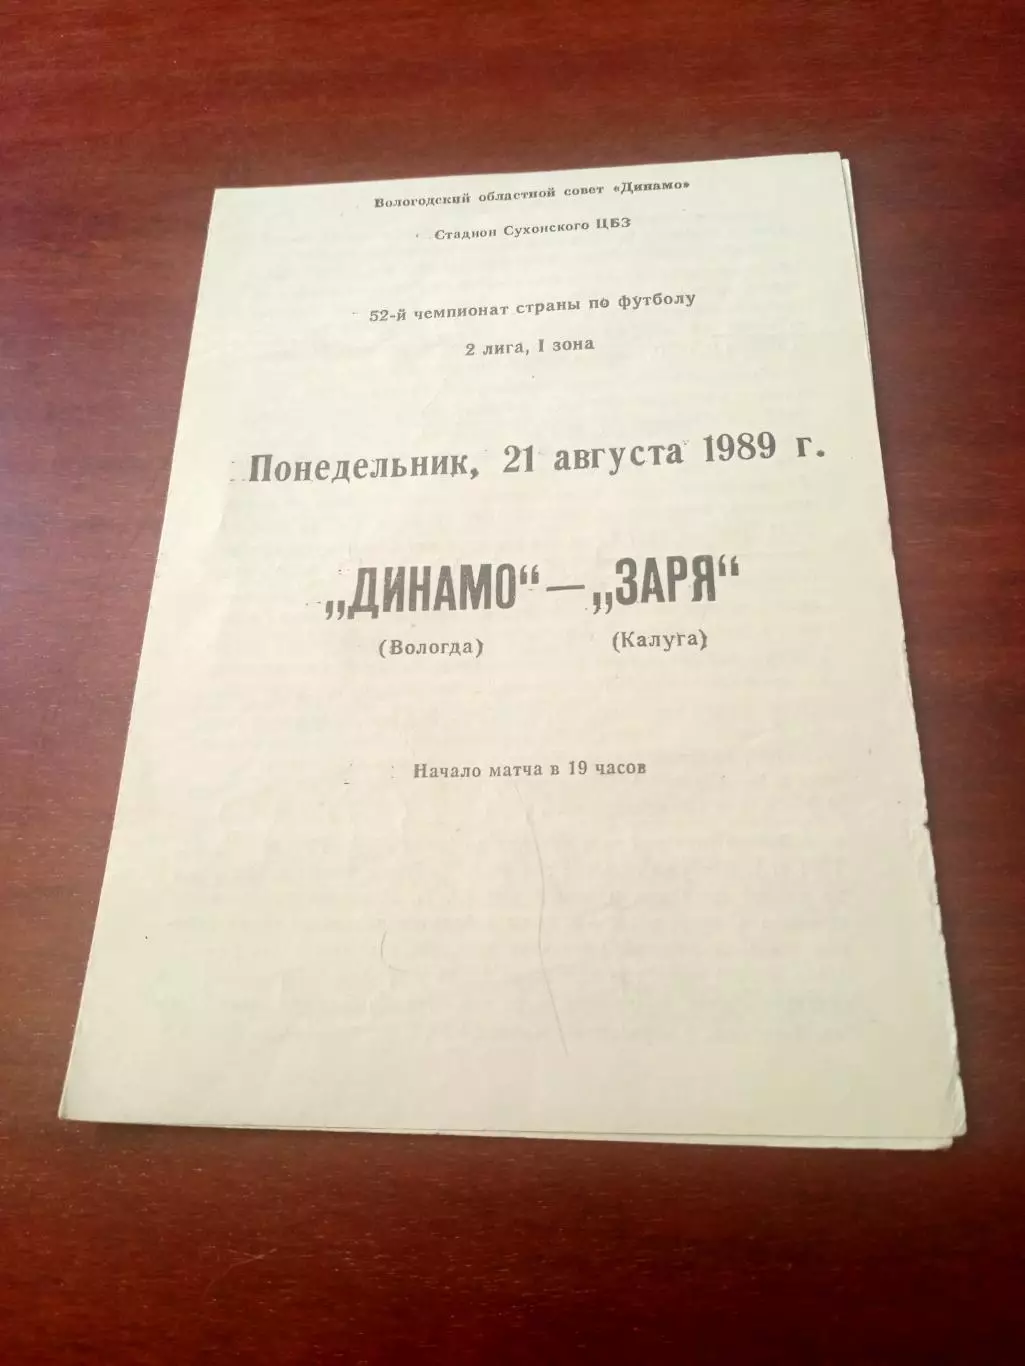 Вологодский областной совет «Динамо»
Стадион Сухонского ЦБЗ
52-й чемпионат страны по футболу
2 лига, I зона
Понедельник, 21 августа 1989 г.
„ДИНАМО“ — „ЗАРЯ“
(Вологда) (Калуга)
Начало матча в 19 часов